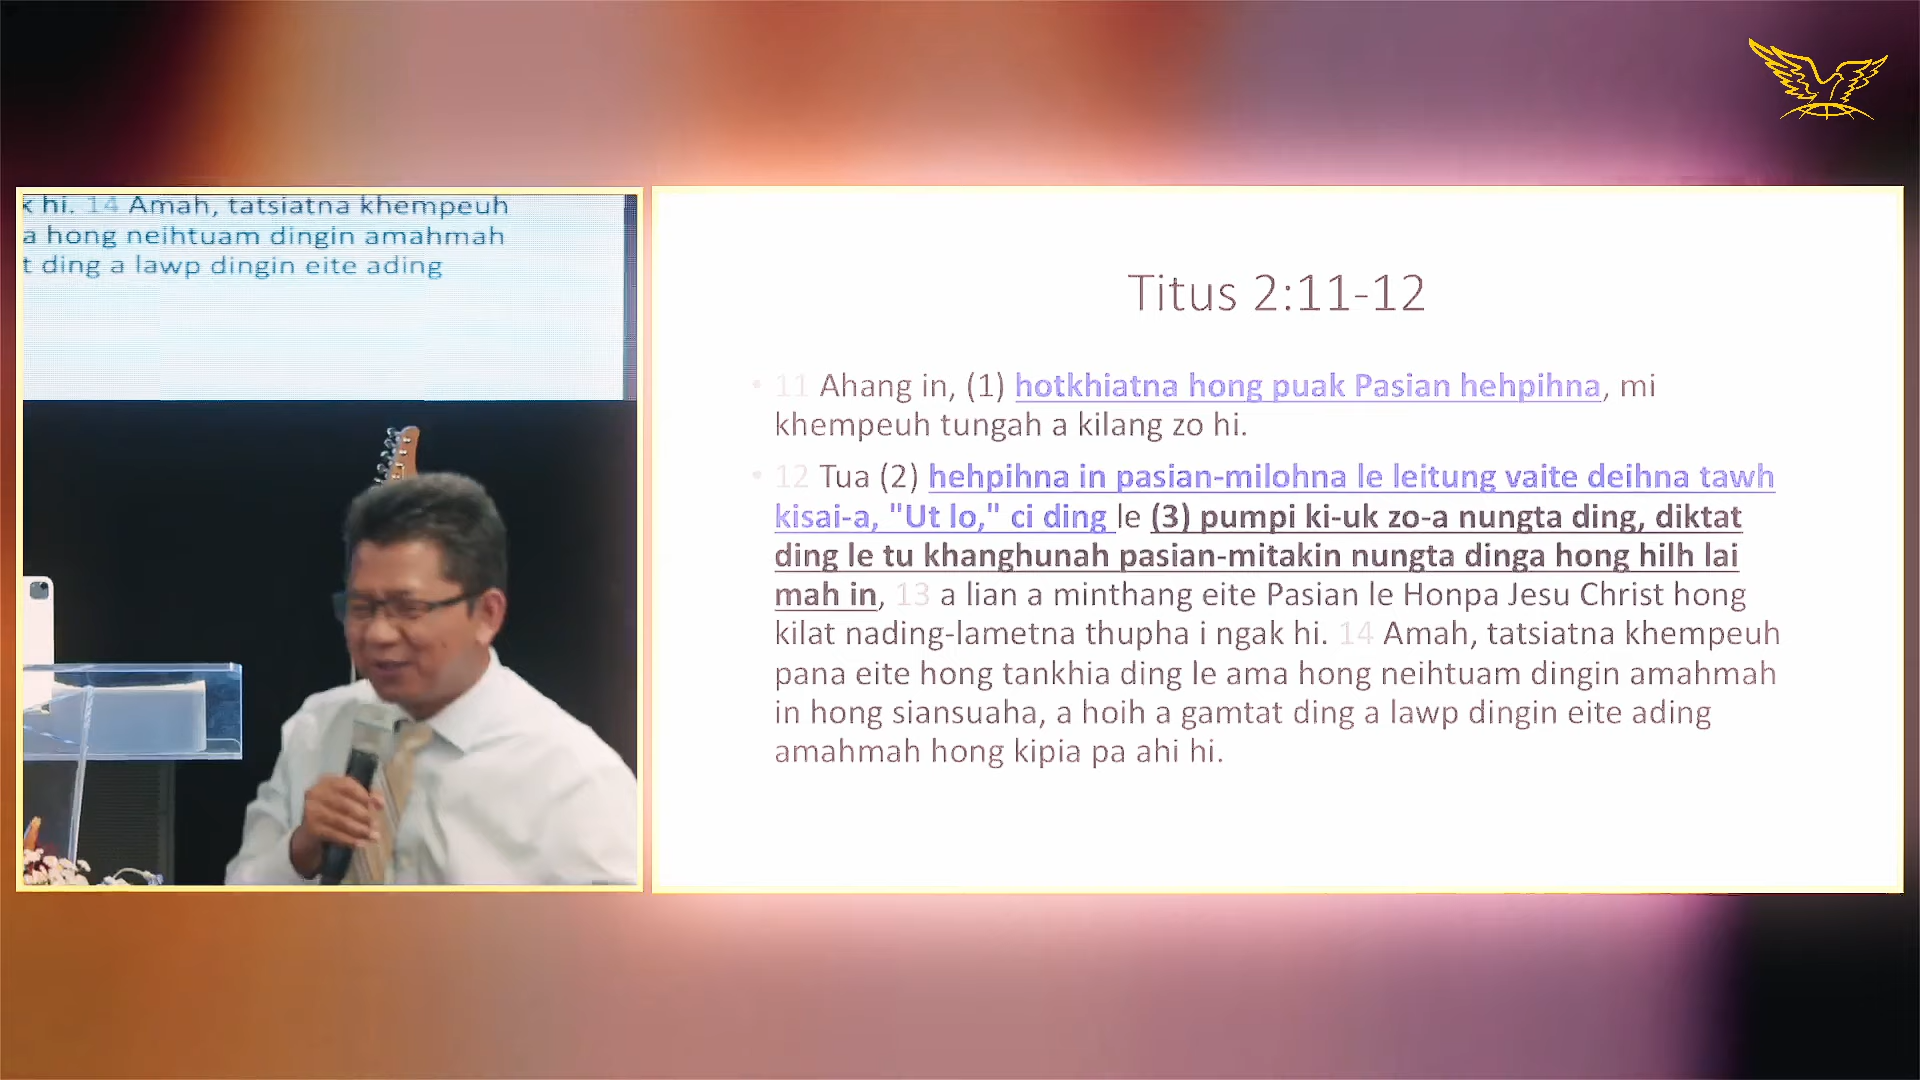 k hi. 14 Amah, tatsiatna khempeuh
a hong neihtuam dingin amahmah
t ding a lawp dingin eite ading
Titus 2:11-12
• 11 Ahang in, (1) hotkhiatna hong puak Pasian hehpihna, mi
khempeuh tungah a kilang zo hi.
• 12 Tua (2) hehpihna in pasian-milohna le leitung vaite deihna tawh
kisai-a, "Ut lo," ci ding le (3) pumpi ki-uk zo-a nungta ding, diktat
ding le tu khanghunah pasian-mitakin nungta dinga hong hilh lai
mah in, 13 a lian a minthang eite Pasian le Honpa Jesu Christ hong
kilat nading-lametna thupha i ngak hi. 14 Amah, tatsiatna khempeuh
pana eite hong tankhia ding le ama hong neihtuam dingin amahmah
in hong siansuaha, a hoih a gamtat ding a lawp dingin eite ading
amahmah hong kipia pa ahi hi.